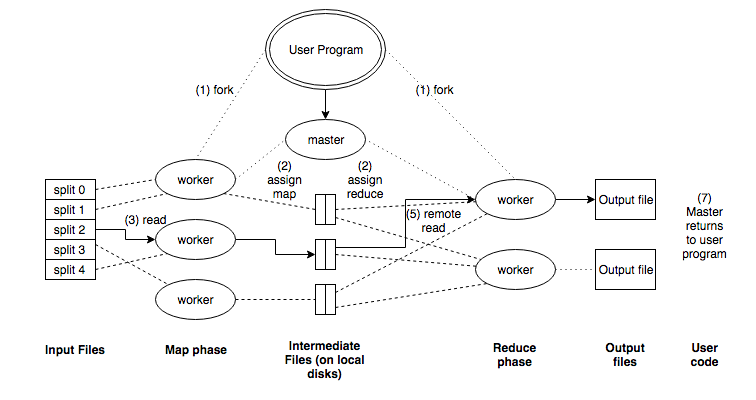 User Program
(1) fork
(1) fork
master
(2)
assign
map
(2)
assign
reduce
worker
worker
worker
split 0
split 1
split 2
split 3
split 4
(3) read
(5) remote
read
worker
worker
Output file
Output file
(7)
Master
returns
to user
program
Input Files
Map phase
Intermediate
Files (on local
disks)
Reduce
phase
Output
files
User
code